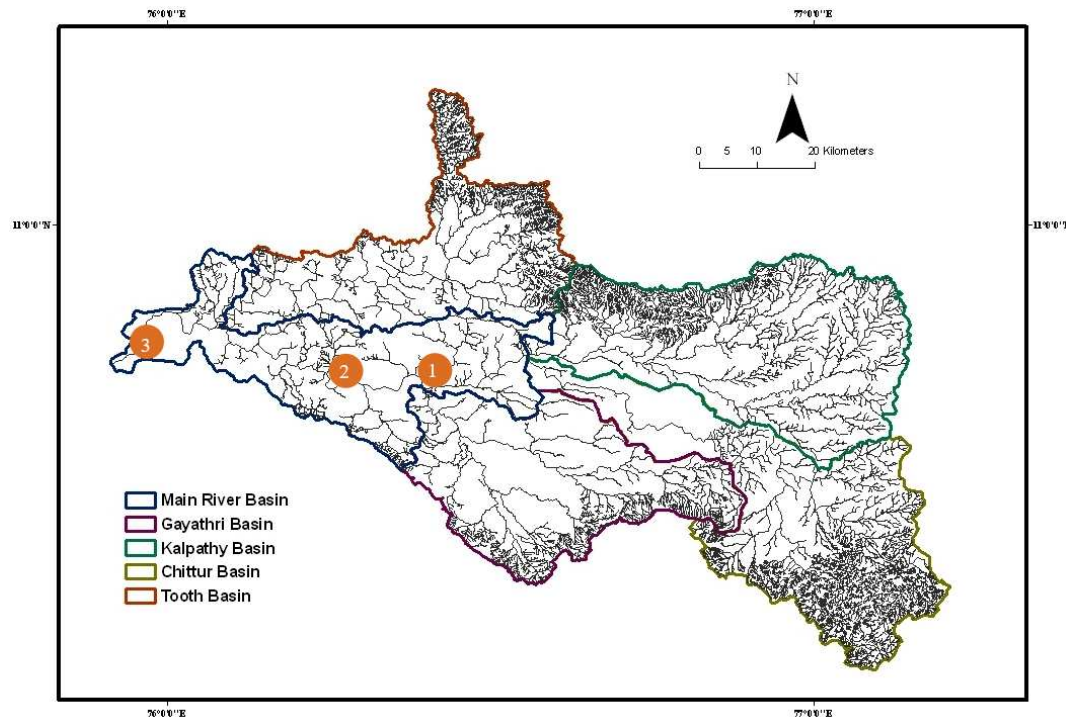 76°0'0"E 77°0'0"E
N
0 5 10 20 Kilometers
11°0'0"N 11°0'0"N
3
2 1
Main River Basin
Gayathri Basin
Kalpathy Basin
Chittur Basin
Tooth Basin
76°0'0"E 77°0'0"E